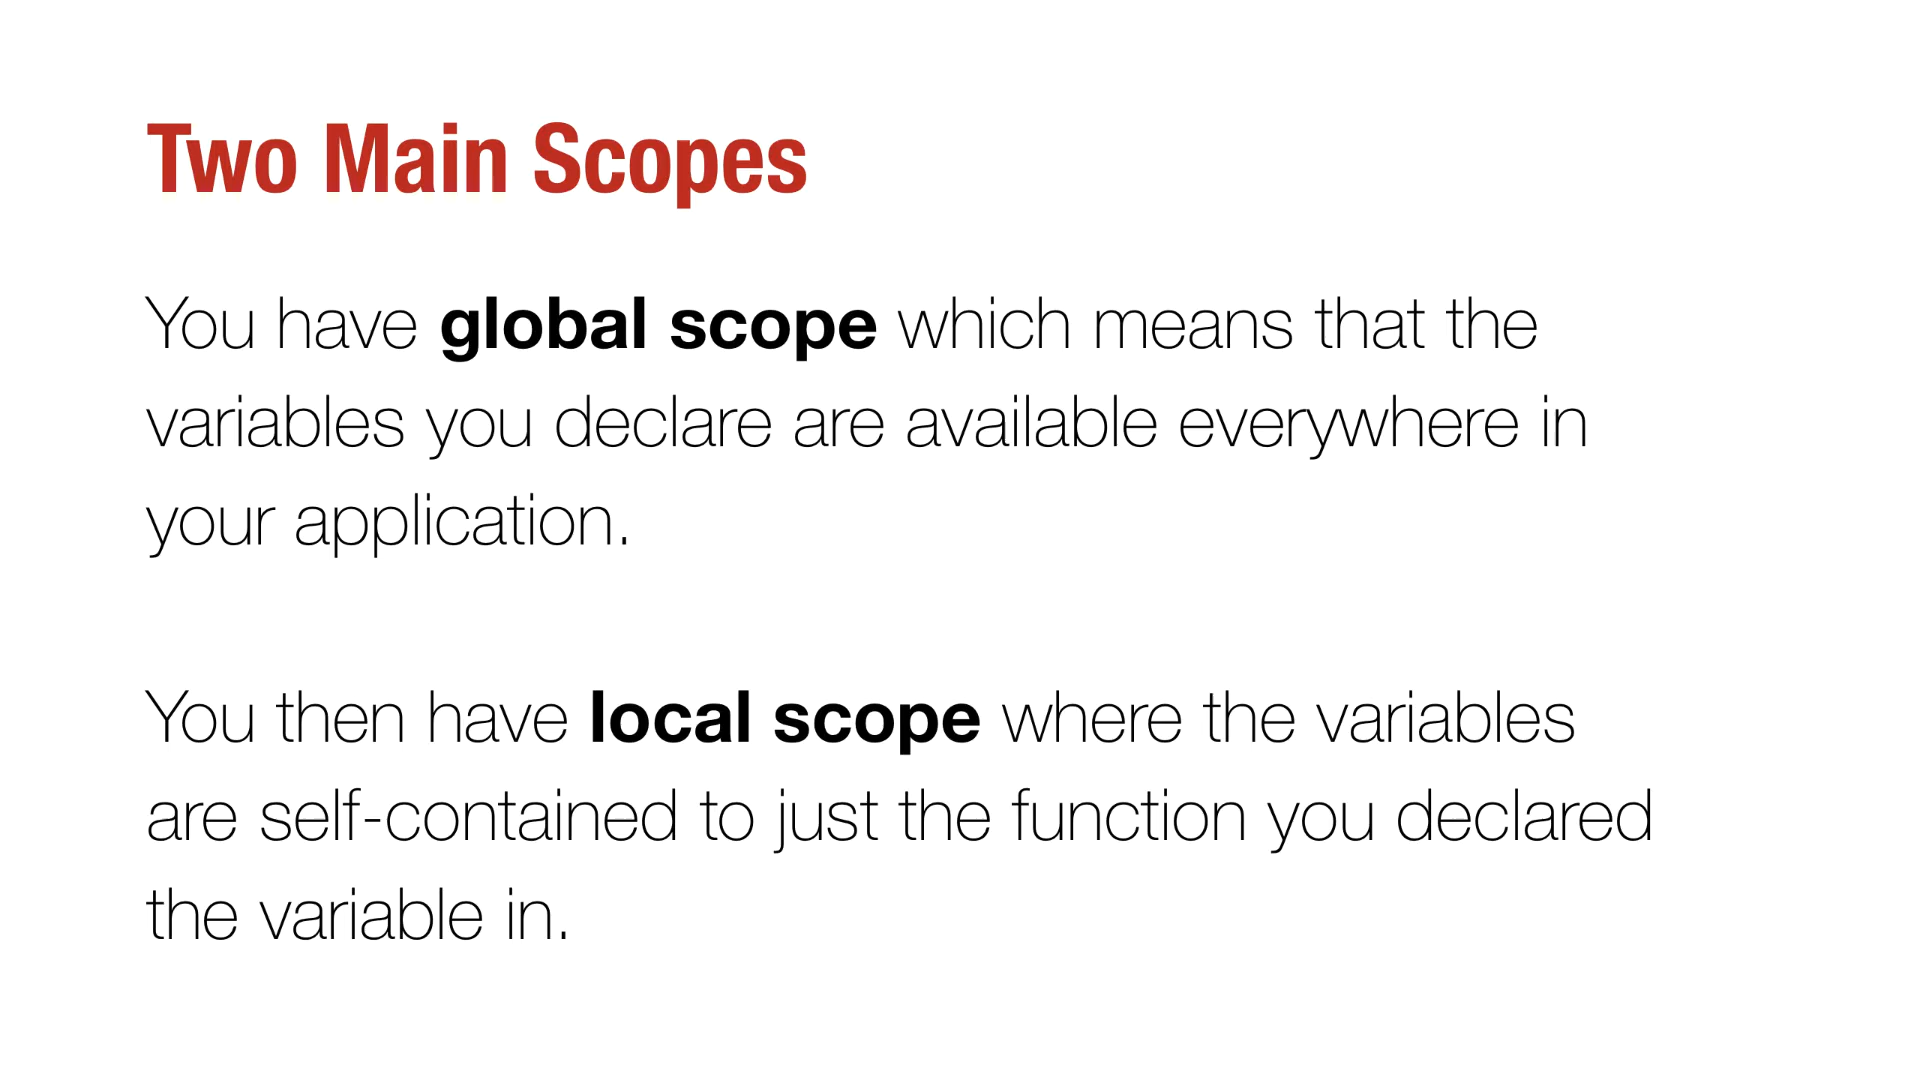 Two Main Scopes
You have global scope which means that the
variables you declare are available everywhere in
your application.
You then have local scope where the variables
are self-contained to just the function you declared
the variable in.